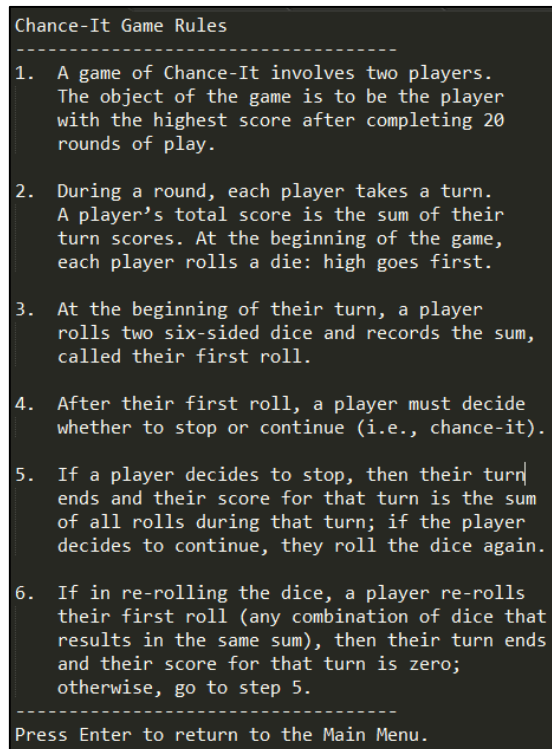 Chance-It Game Rules
------------------------------------
1.  A game of Chance-It involves two players.
The object of the game is to be the player
with the highest score after completing 20
rounds of play.
2.  During a round, each player takes a turn.
A player’s total score is the sum of their
turn scores. At the beginning of the game,
each player rolls a die: high goes first.
3.  At the beginning of their turn, a player
rolls two six-sided dice and records the sum,
called their first roll.
4.  After their first roll, a player must decide
whether to stop or continue (i.e., chance-it).
5.  If a player decides to stop, then their turn
ends and their score for that turn is the sum
of all rolls during that turn; if the player
decides to continue, they roll the dice again.
6.  If in re-rolling the dice, a player re-rolls
their first roll (any combination of dice that
results in the same sum), then their turn ends
and their score for that turn is zero;
otherwise, go to step 5.
------------------------------------
Press Enter to return to the Main Menu.